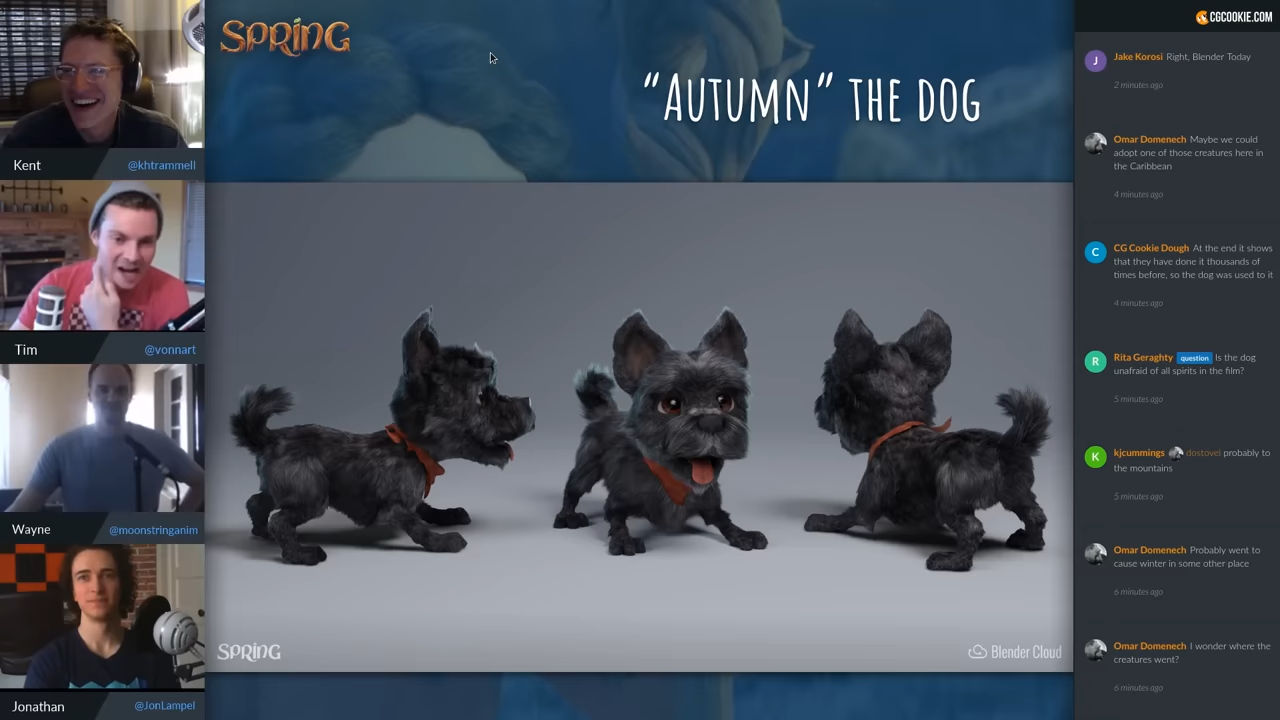 Kent @khtrammell
Tim @vonnart
Wayne @moonstringanim
Jonathan @JonLampel
SPRING
“AUTUMN” THE DOG
SPRING
Blender Cloud
CGCOOKIE.COM
J
Jake Korosi Right, Blender Today
2 minutes ago
Omar Domenech Maybe we could
adopt one of those creatures here in
the Caribbean
4 minutes ago
C
CG Cookie Dough At the end it shows
that they have done it thousands of
times before, so the dog was used to it
4 minutes ago
R
Rita Geraghty question Is the dog
unafraid of all spirits in the film?
5 minutes ago
K
kjcummings dostovel probably to
the mountains
5 minutes ago
Omar Domenech Probably went to
cause winter in some other place
6 minutes ago
Omar Domenech I wonder where the
creatures went?
6 minutes ago